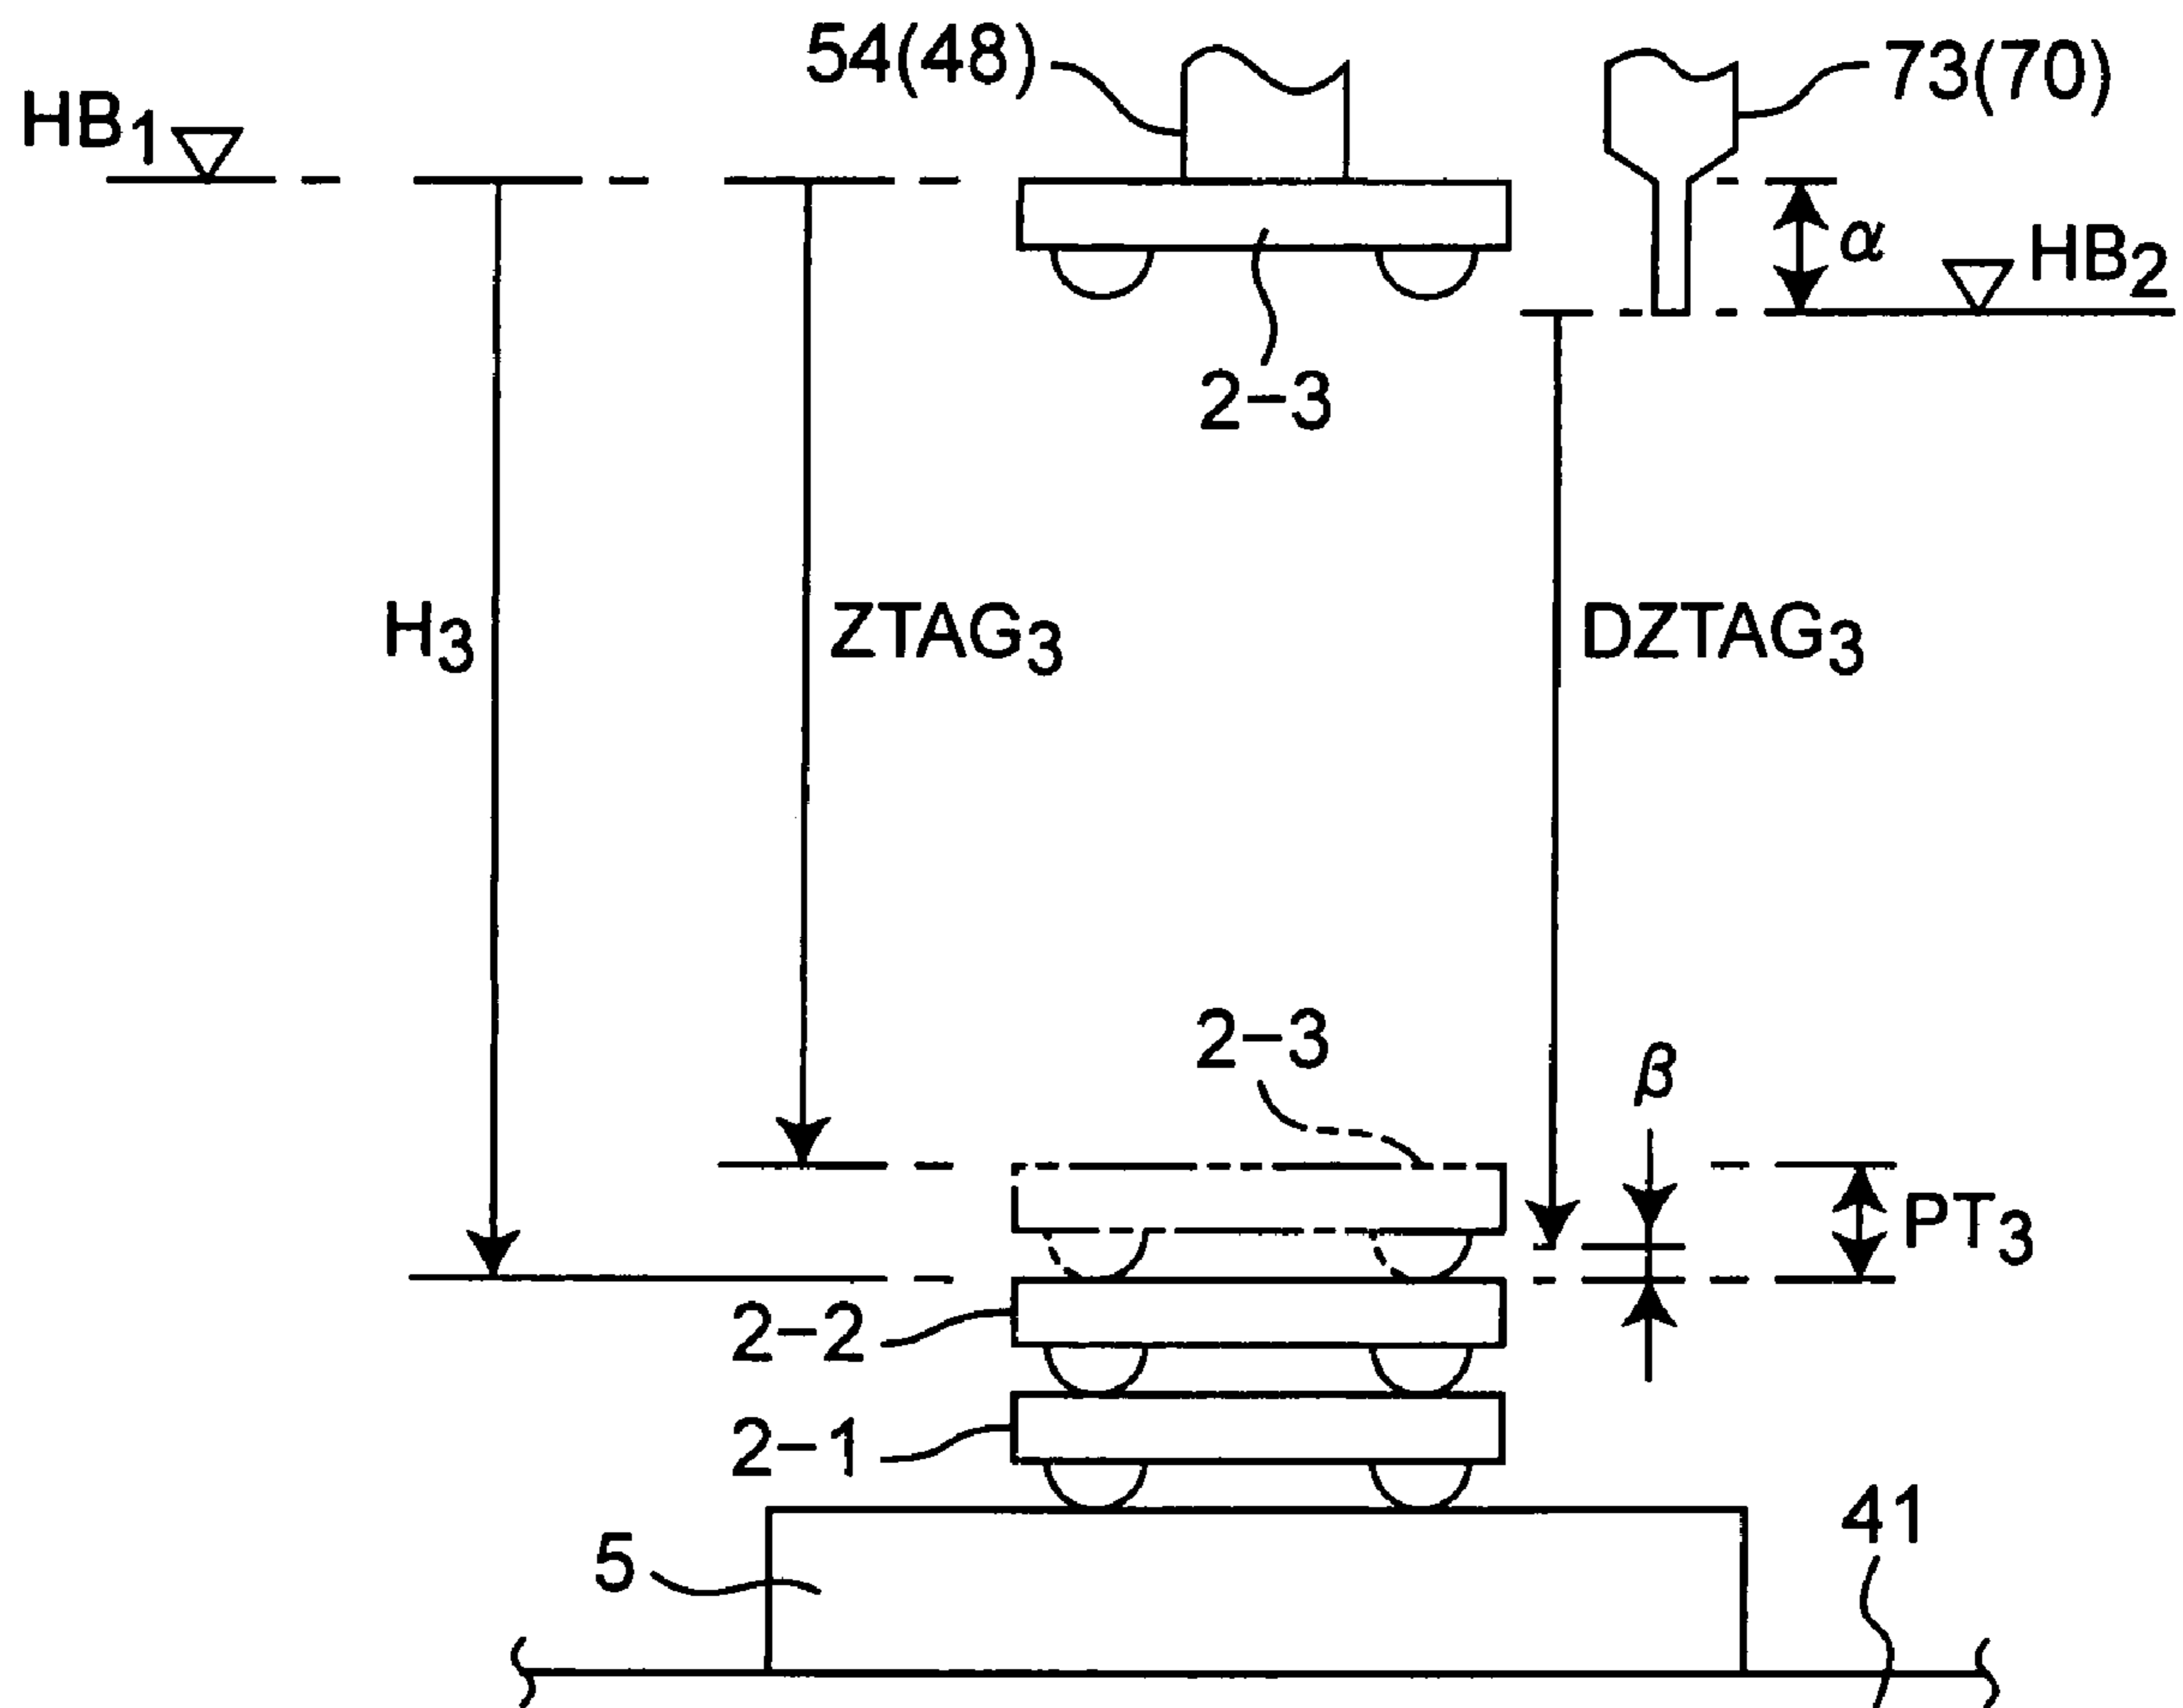 54(48)
73(70)
HB1
α
HB2
2-3
H3
ZTAG3
DZTAG3
2-3
β
PT3
2-2
2-1
5
41